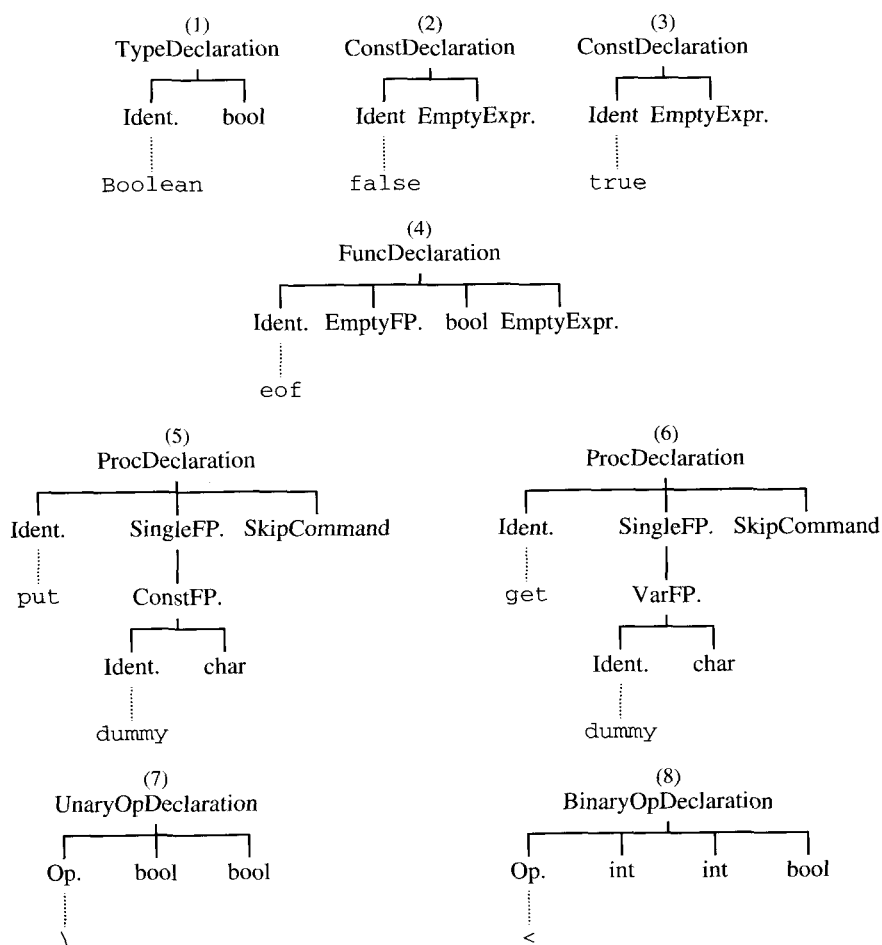 (1) (2) (3)
TypeDeclaration ConstDeclaration ConstDeclaration
Ident. bool Ident EmptyExpr. Ident EmptyExpr.
Boolean false true
(4)
FuncDeclaration
Ident. EmptyFP. bool EmptyExpr.
eof
(5) (6)
ProcDeclaration ProcDeclaration
Ident. SingleFP. SkipCommand Ident. SingleFP. SkipCommand
put ConstFP. get VarFP.
Ident. char Ident. char
dummy dummy
(7) (8)
UnaryOpDeclaration BinaryOpDeclaration
Op. bool bool Op. int int bool
\ <